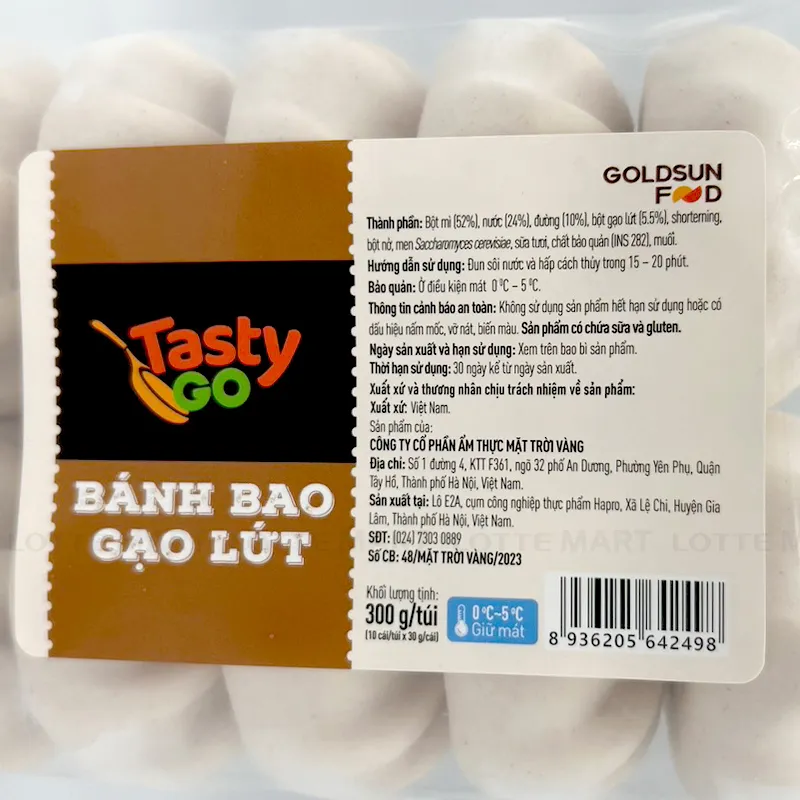 Tasty
GO
BÁNH BAO
GẠO LỨT
GOLDSUN
FOOD
Thành phần: Bột mì (52%), nước (24%), đường (10%), bột gạo lứt (5.5%), shorterning,
bột nở, men Saccharomyces cerevisiae, sữa tươi, chất bảo quản (INS 282), muối.
Hướng dẫn sử dụng: Đun sôi nước và hấp cách thủy trong 15 – 20 phút.
Bảo quản: Ở điều kiện mát 0 ⁰C – 5 ⁰C.
Thông tin cảnh báo an toàn: Không sử dụng sản phẩm hết hạn sử dụng hoặc có
dấu hiệu nấm mốc, vỡ nát, biến màu. Sản phẩm có chứa sữa và gluten.
Ngày sản xuất và hạn sử dụng: Xem trên bao bì sản phẩm.
Thời hạn sử dụng: 30 ngày kể từ ngày sản xuất.
Xuất xứ và thương nhân chịu trách nhiệm về sản phẩm:
Xuất xứ: Việt Nam.
Sản phẩm của:
CÔNG TY CỔ PHẦN ẨM THỰC MẶT TRỜI VÀNG
Địa chỉ: Số 1 đường 4, KTT F361, ngõ 32 phố An Dương, Phường Yên Phụ, Quận
Tây Hồ, Thành phố Hà Nội, Việt Nam.
Sản xuất tại: Lô E2A, cụm công nghiệp thực phẩm Hapro, Xã Lệ Chi, Huyện Gia
Lâm, Thành phố Hà Nội, Việt Nam.
SĐT: (024) 7303 0889
Số CB: 48/MẶT TRỜI VÀNG/2023
Khối lượng tịnh:
300 g/túi
(10 cái/túi x 30 g/cái)
0 ⁰C~5 ⁰C
Giữ mát
8 936205 642498
LOTTE MART LOTTE MART LOTTE